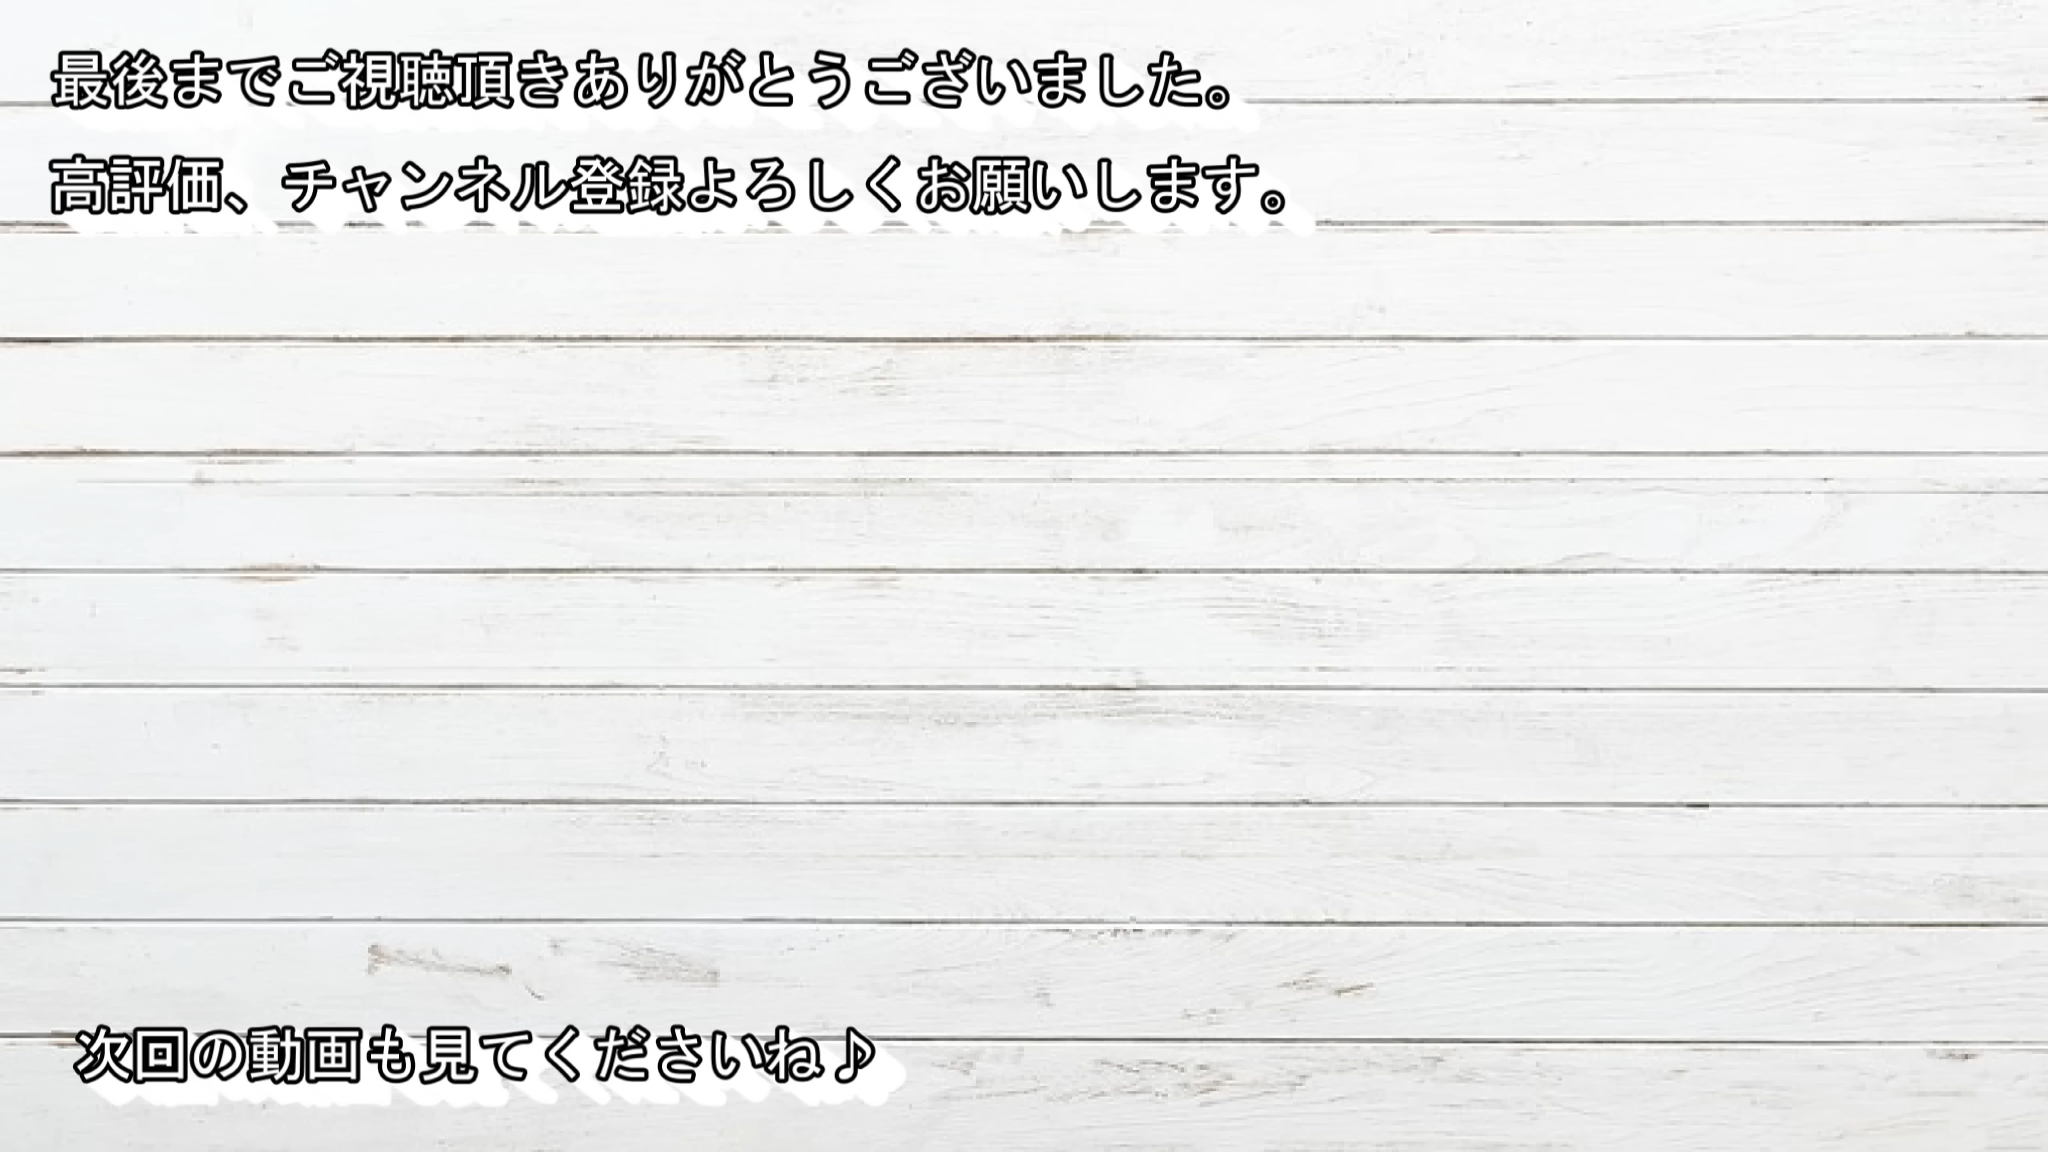 最後までご視聴頂きありがとうございました。
高評価、チャンネル登録よろしくお願いします。
次回の動画も見てくださいね♪